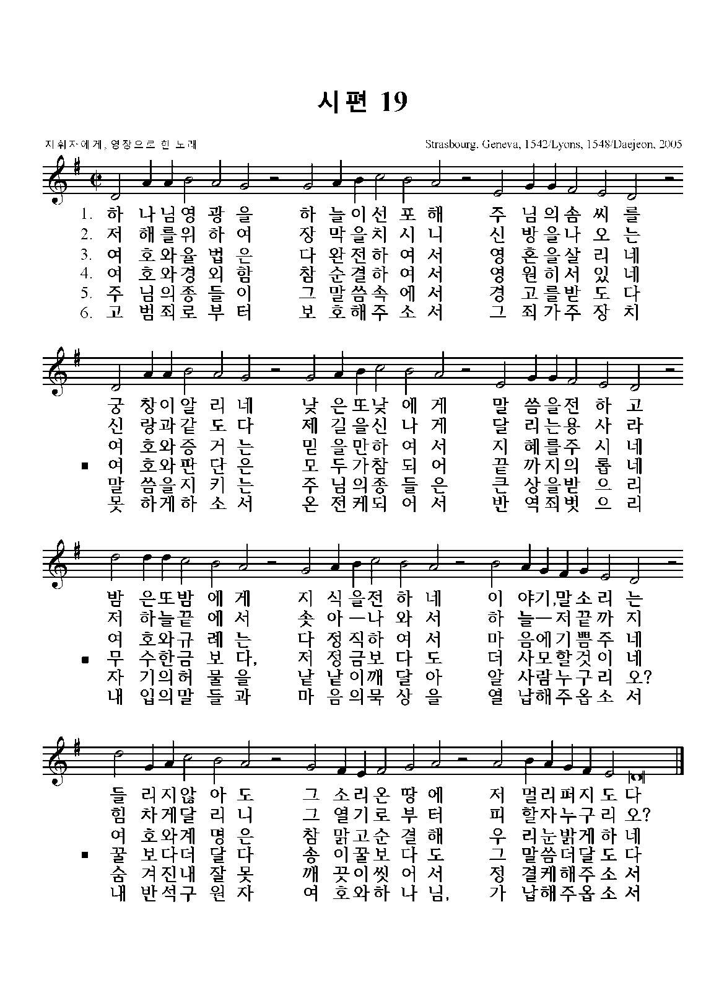 시편 19
지휘자에게, 영장으로 한 노래
Strasbourg. Geneva, 1542/Lyons, 1548/Daejeon, 2005
1. 하 나님영 광 을 하 늘이선 포 해 주 님의솜 씨 를
2. 저 해를위 하 여 장 막을치 시 니 신 방을나 오 는
3. 여 호와율 법 은 다 완전하 여 서 영 혼을살 리 네
4. 여 호와경 외 함 참 순결하 여 서 영 원히서 있 네
5. 주 님의종 들 이 그 말씀속 에 서 경 고를받 도 다
6. 고 범죄로 부 터 보 호해주 소 서 그 죄가주 장 치
궁 창이알 리 네 낮 은또낮 에 게 말 씀을전 하 고
신 랑과같 도 다 제 길을신 나 게 달 리는용 사 라
여 호와증 거 는 믿 을만하 여 서 지 혜를주 시 네
■ 여 호와판 단 은 모 두가참 되 어 끝 까지의 롭 네
말 씀을지 키 는 주 님의종 들 은 큰 상을받 으 리
못 하게하 소 서 온 전케되 어 서 반 역죄벗 으 리
밤 은또밤 에 게 지 식을전 하 네 이 야기,말소리 는
저 하늘끝 에 서 솟 아—나 와 서 하 늘—저끝까 지
여 호와규 례 는 다 정직하 여 서 마 음에기쁨주 네
■ 무 수한금 보 다, 저 정금보 다 도 더 사모할것이 네
자 기의허 물 을 낱 낱이깨 달 아 알 사람누구리 오?
내 입의말 들 과 마 음의묵 상 을 열 납해주옵소 서
들 리지않 아 도 그 소리온 땅 에 저 멀리퍼지도 다
힘 차게달 리 니 그 열기로 부 터 피 할자누구리 오?
여 호와계 명 은 참 맑고순 결 해 우 리눈밝게하 네
■ 꿀 보다더 달 다 송 이꿀보 다 도 그 말씀더달도 다
숨 겨진내 잘 못 깨 끗이씻 어 서 정 결케해주소 서
내 반석구 원 자 여 호와하 나 님, 가 납해주옵소 서